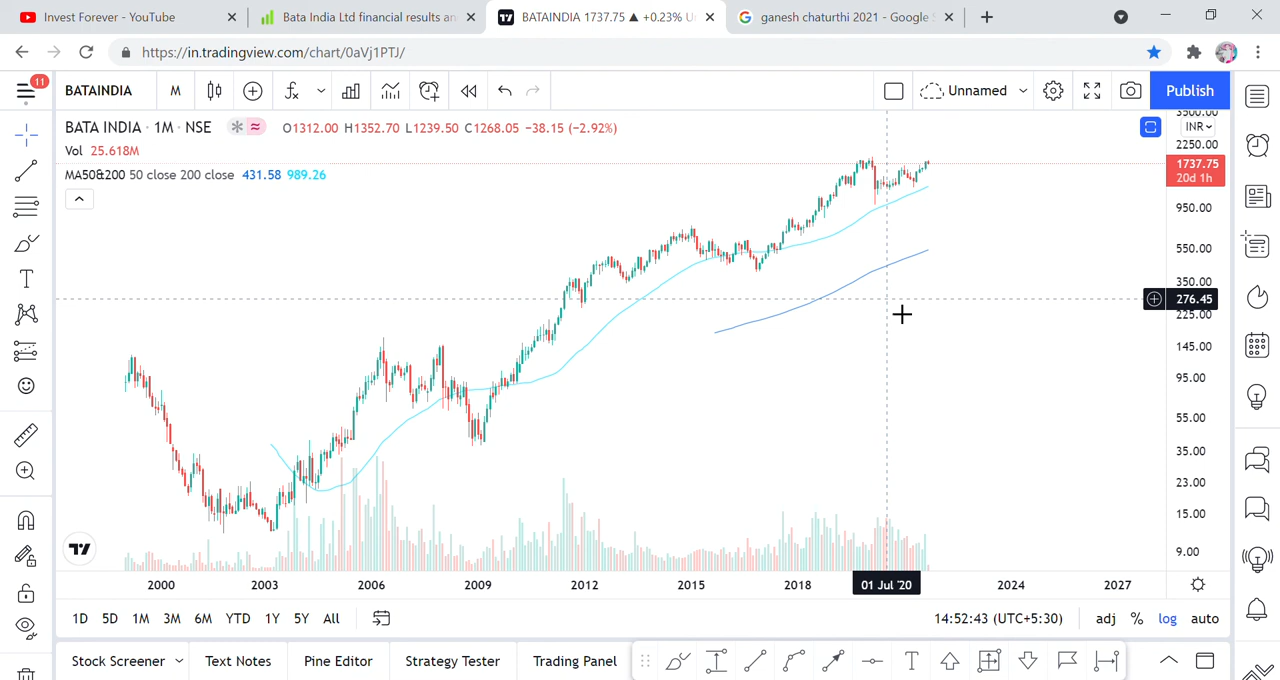 Invest Forever - YouTube
Bata India Ltd financial results an
BATAINDIA 1737.75 ▲ +0.23% U
ganesh chaturthi 2021 - Google S
https://in.tradingview.com/chart/0aVj1PTJ/
11
BATAINDIA
M
Unnamed
Publish
BATA INDIA · 1M · NSE
O1312.00 H1352.70 L1239.50 C1268.05 −38.15 (−2.92%)
Vol 25.618M
MA50&200 50 close 200 close 431.58 989.26
3500.00
INR
2250.00
1737.75
20d 1h
950.00
550.00
350.00
276.45
225.00
145.00
95.00
55.00
35.00
23.00
15.00
9.00
2000 2003 2006 2009 2012 2015 2018 01 Jul '20 2024 2027
1D 5D 1M 3M 6M YTD 1Y 5Y All
14:52:43 (UTC+5:30) adj % log auto
Stock Screener Text Notes Pine Editor Strategy Tester Trading Panel